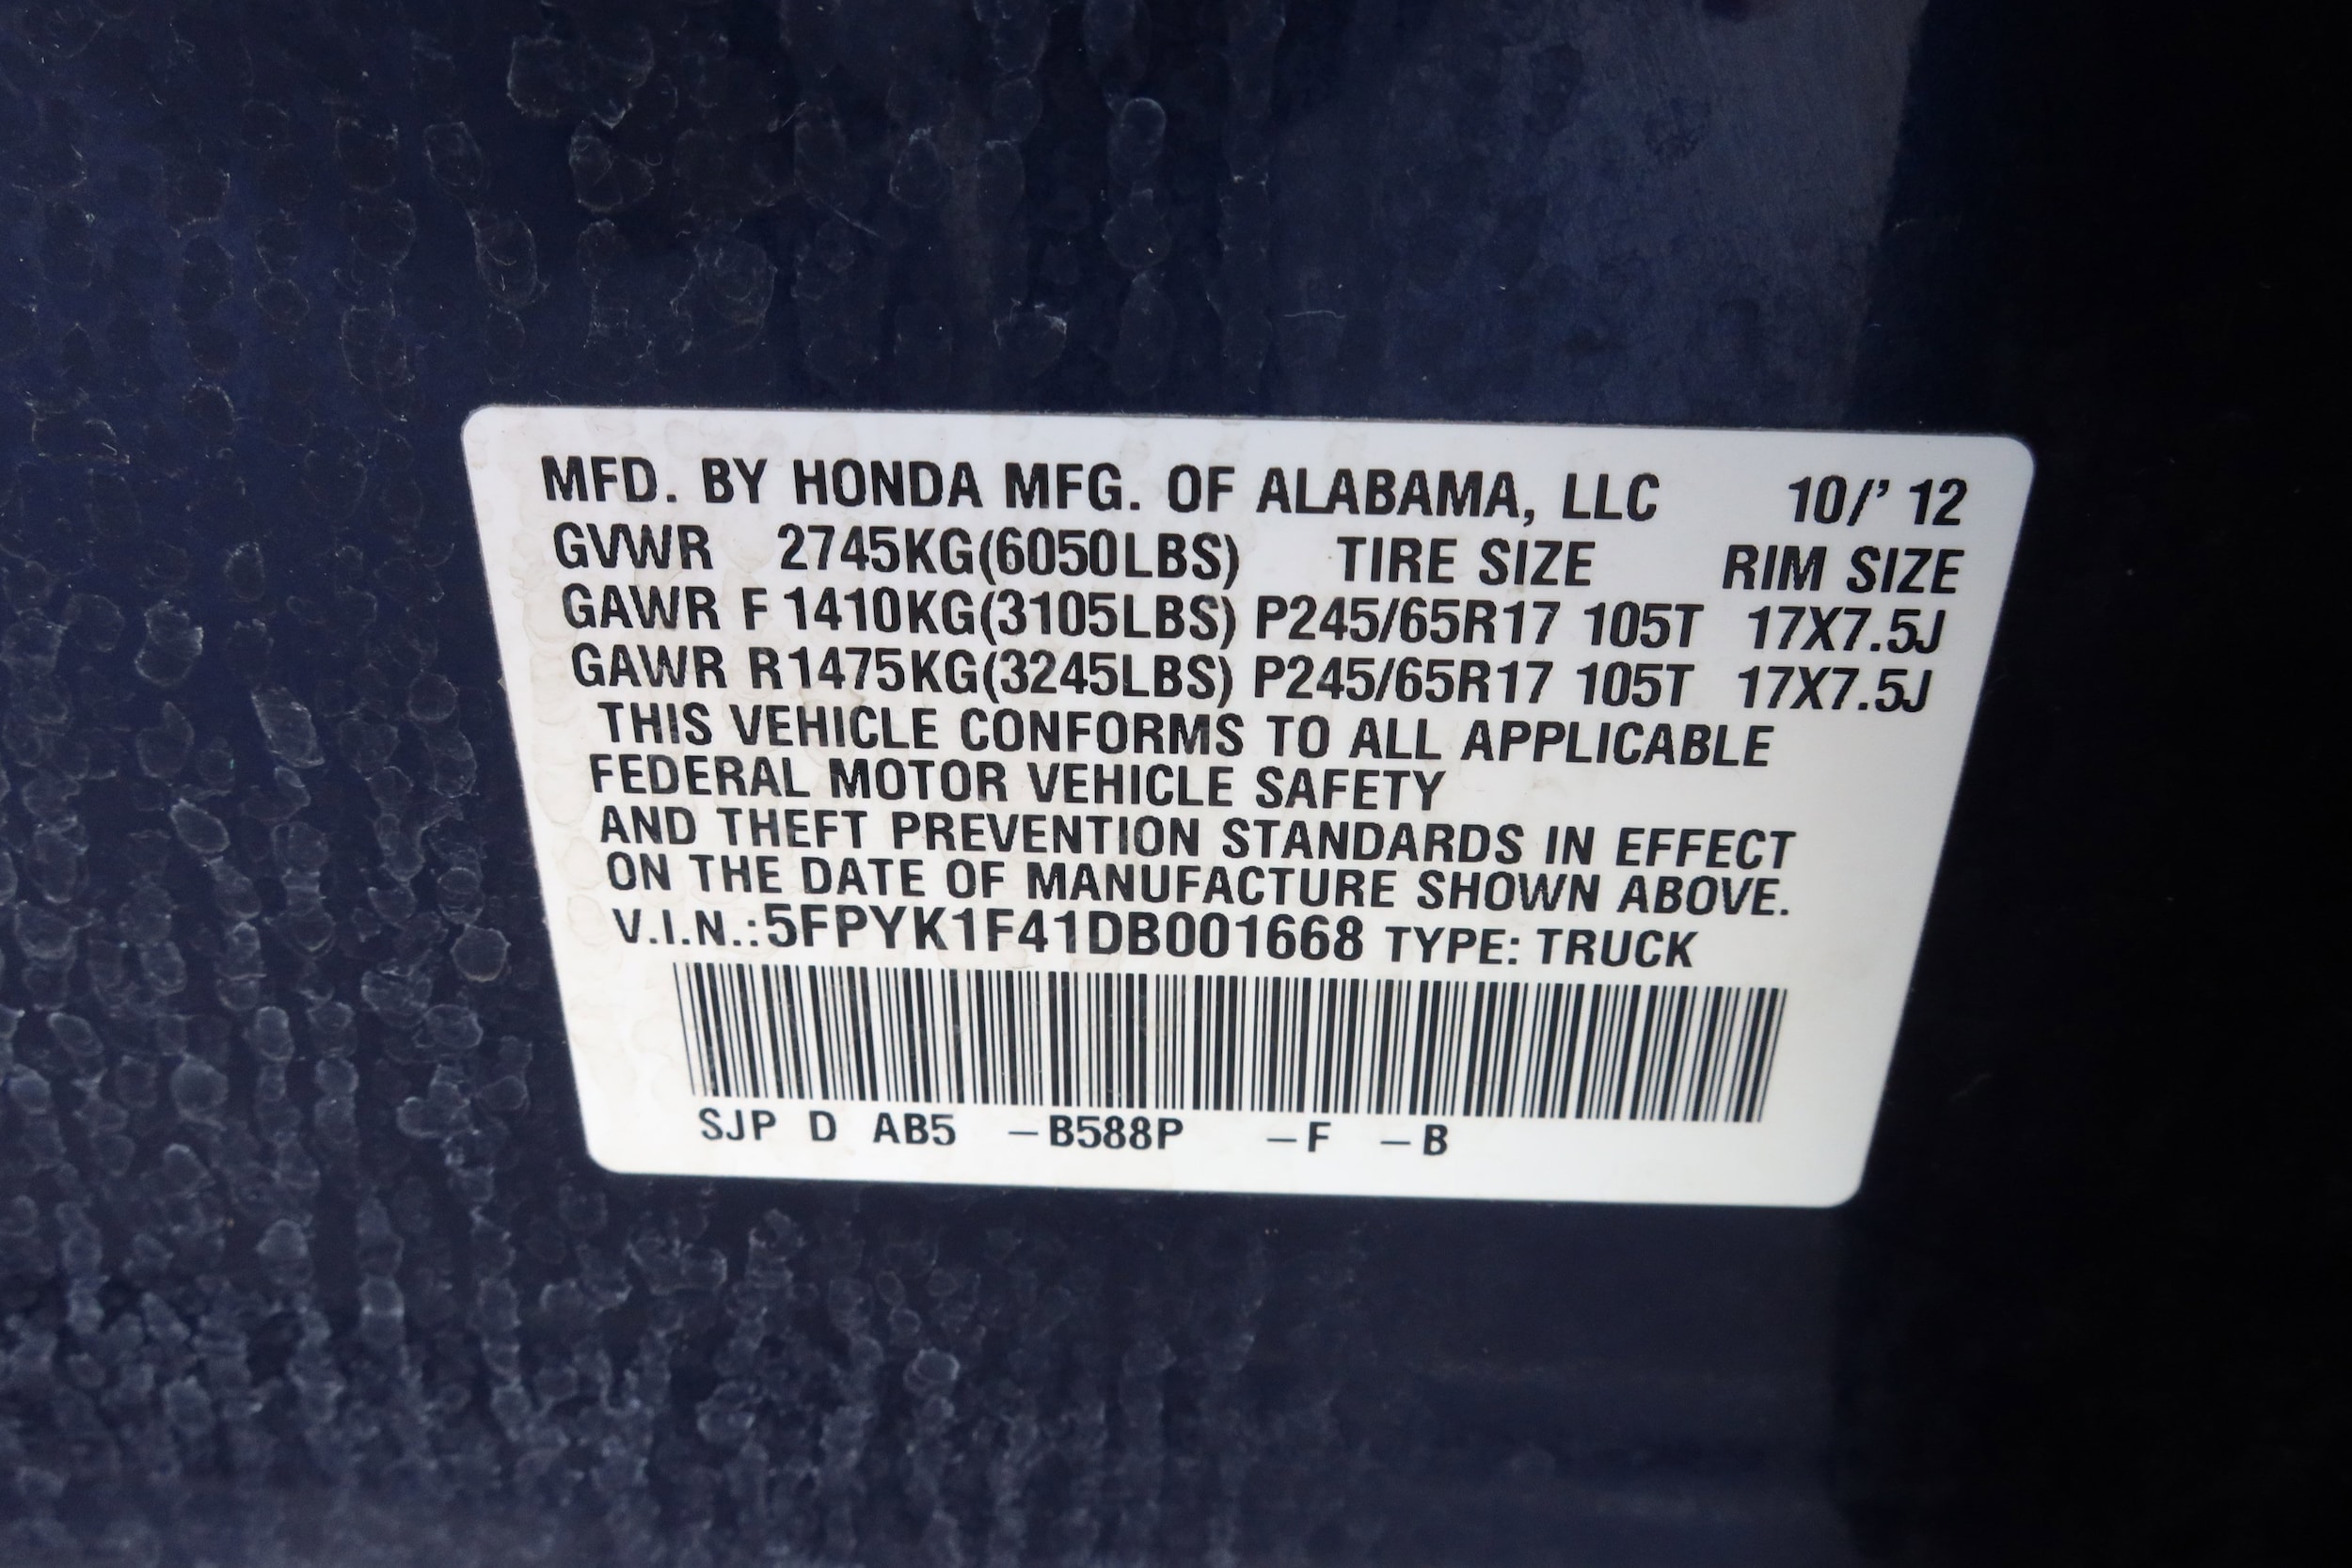 MFD. BY HONDA MFG. OF ALABAMA, LLC 10/' 12
GVWR 2745KG(6050LBS) TIRE SIZE RIM SIZE
GAWR F 1410KG(3105LBS) P245/65R17 105T 17X7.5J
GAWR R1475KG(3245LBS) P245/65R17 105T 17X7.5J
THIS VEHICLE CONFORMS TO ALL APPLICABLE
FEDERAL MOTOR VEHICLE SAFETY
AND THEFT PREVENTION STANDARDS IN EFFECT
ON THE DATE OF MANUFACTURE SHOWN ABOVE.
V.I.N.:5FPYK1F41DB001668 TYPE: TRUCK
SJP D AB5 –B588P –F –B